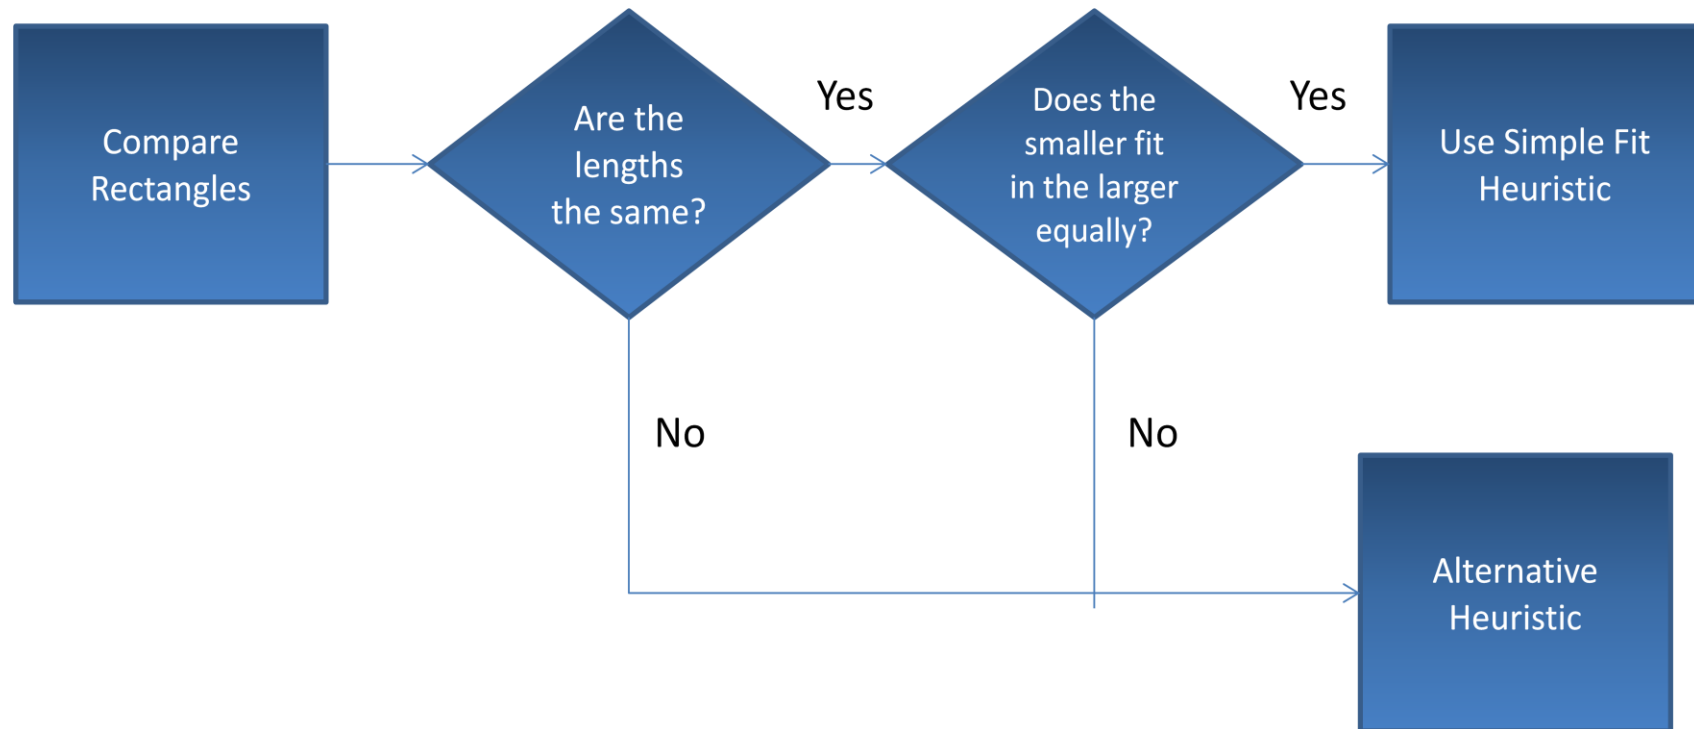 Compare
Rectangles
Are the
lengths
the same?
Yes
Does the
smaller fit
in the larger
equally?
Yes
Use Simple Fit
Heuristic
No
No
Alternative
Heuristic